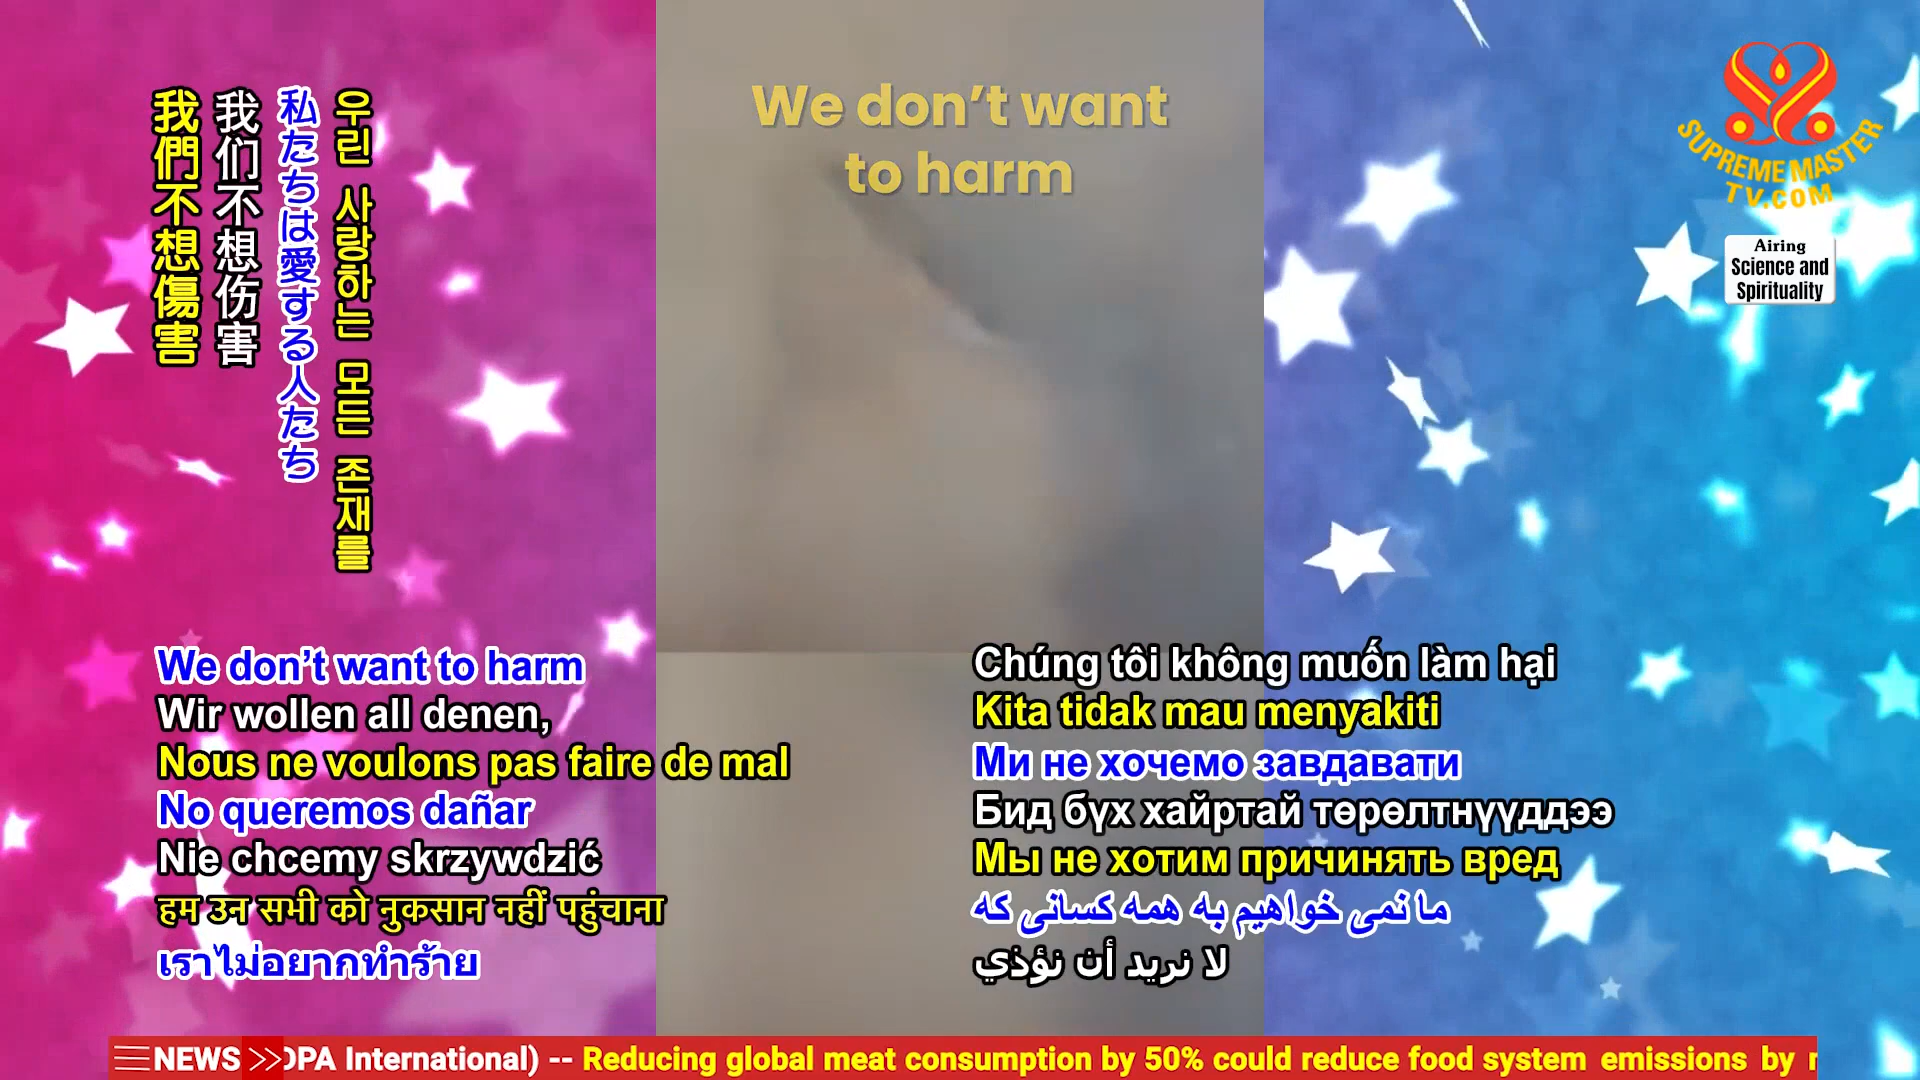 We don't want
to harm
SUPREME MASTER
TV.COM
Airing
Science and
Spirituality
我們不想傷害
我们不想伤害
私たちは愛する人たち
우린 사랑하는 모든 존재를
We don't want to harm
Wir wollen all denen,
Nous ne voulons pas faire de mal
No queremos dañar
Nie chcemy skrzywdzić
हम उन सभी को नुकसान नहीं पहुंचाना
เราไม่อยากทำร้าย
Chúng tôi không muốn làm hại
Kita tidak mau menyakiti
Ми не хочемо завдавати
Бид бүх хайртай төрөлтнүүддээ
Мы не хотим причинять вред
ما نمی خواهیم به همه کسانی که
لا نريد أن نؤذي
NEWS >> OPA International) -- Reducing global meat consumption by 50% could reduce food system emissions by